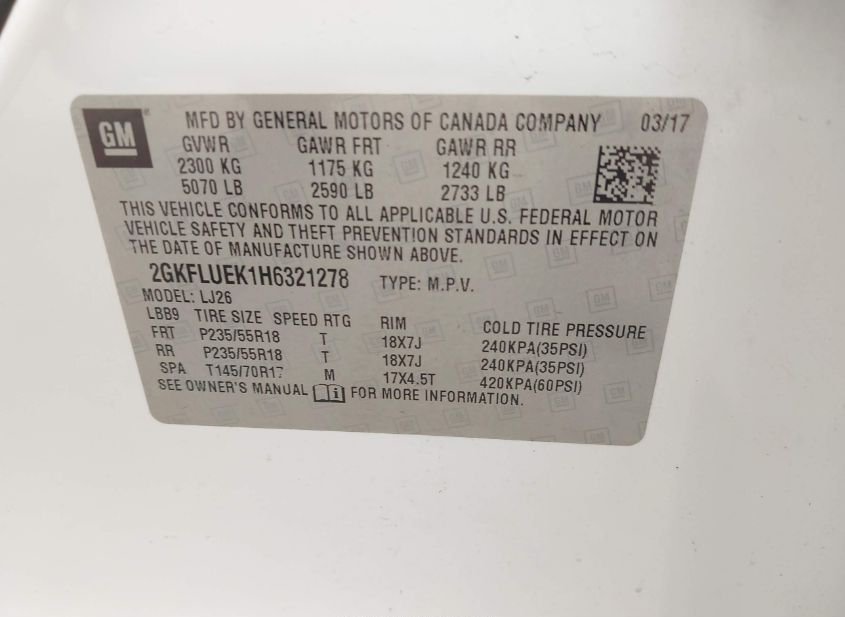 GM MFD BY GENERAL MOTORS OF CANADA COMPANY 03/17
GVWR GAWR FRT GAWR RR
2300 KG 1175 KG 1240 KG
5070 LB 2590 LB 2733 LB
THIS VEHICLE CONFORMS TO ALL APPLICABLE U.S. FEDERAL MOTOR
VEHICLE SAFETY AND THEFT PREVENTION STANDARDS IN EFFECT ON
THE DATE OF MANUFACTURE SHOWN ABOVE.
2GKFLUEK1H6321278 TYPE: M.P.V.
MODEL: LJ26
LBB9 TIRE SIZE SPEED RTG RIM COLD TIRE PRESSURE
FRT P235/55R18 T 18X7J 240KPA(35PSI)
RR P235/55R18 T 18X7J 240KPA(35PSI)
SPA T145/70R17 M 17X4.5T 420KPA(60PSI)
SEE OWNER'S MANUAL i FOR MORE INFORMATION.